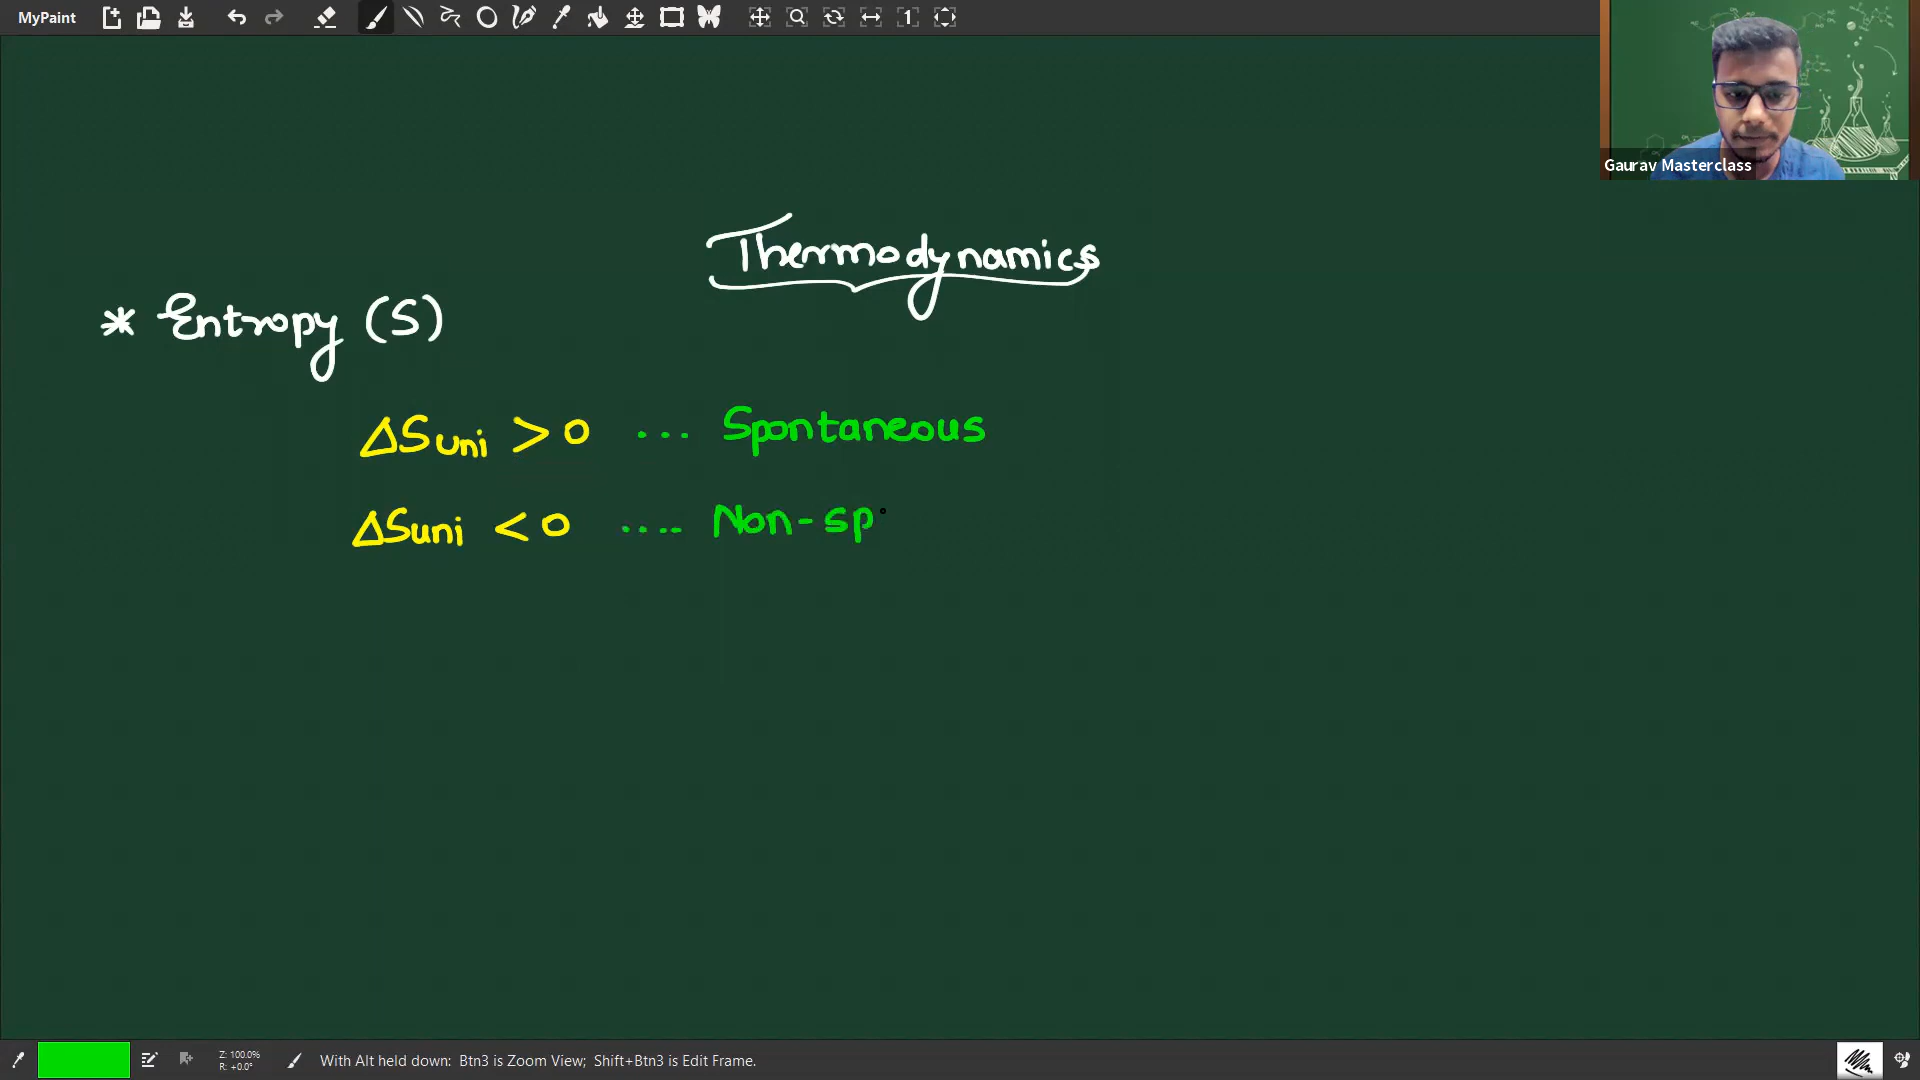 MyPaint
1
Gaurav Masterclass
Thermodynamics
* Entropy (S)
ΔSuni > 0 ... Spontaneous
ΔSuni < 0 .... Non-sp
Z: 100.0%
R: +0.0°
With Alt held down: Btn3 is Zoom View; Shift+Btn3 is Edit Frame.